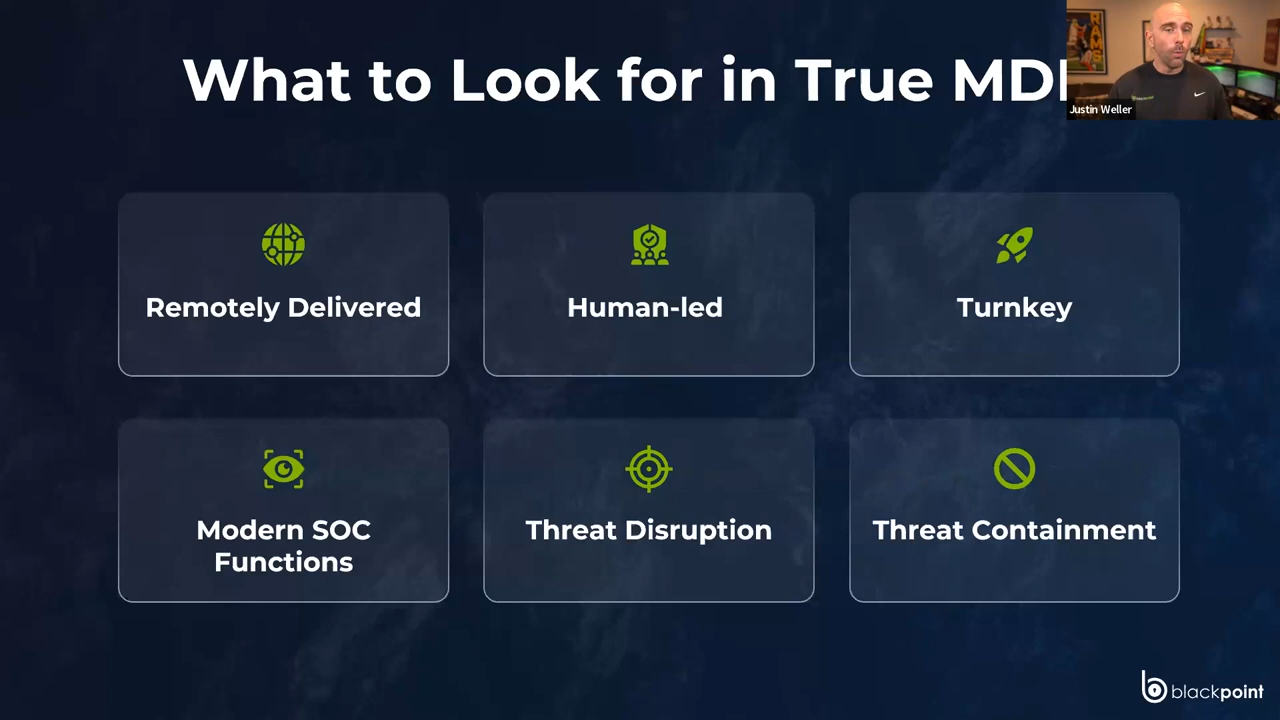 What to Look for in True MD
Justin Weller
Remotely Delivered
Human-led
Turnkey
Modern SOC
Functions
Threat Disruption
Threat Containment
blackpoint